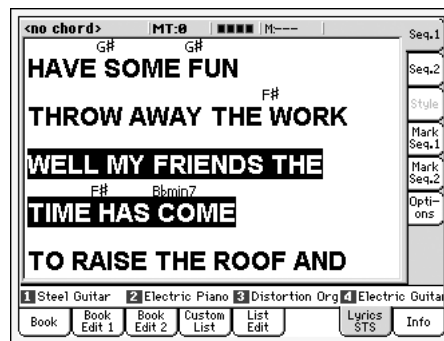 <no chord> MT:0 M:---
Seq.1
G# G#
HAVE SOME FUN
Seq.2
F#
Style
THROW AWAY THE WORK
Mark Seq.1
WELL MY FRIENDS THE
Mark Seq.2
F# Bbmin7
TIME HAS COME
Opti-ons
TO RAISE THE ROOF AND
1 Steel Guitar 2 Electric Piano 3 Distortion Org 4 Electric Guitar
Book Book Edit 1 Book Edit 2 Custom List List Edit Lyrics STS Info